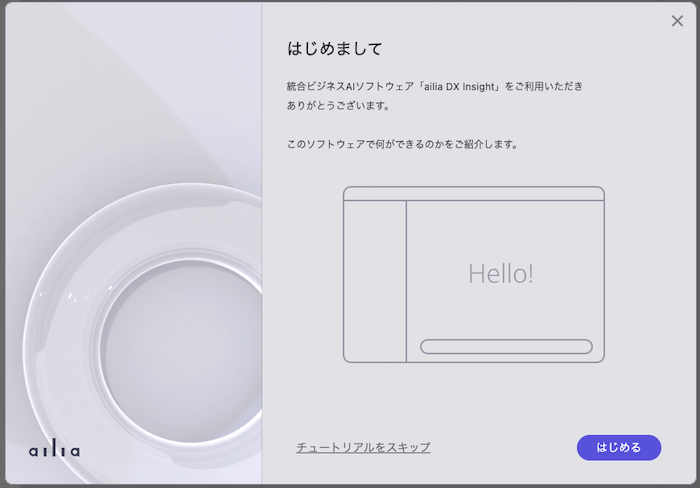 はじめまして
統合ビジネスAIソフトウェア「ailia DX Insight」をご利用いただき
ありがとうございます。
このソフトウェアで何ができるのかをご紹介します。
Hello!
ailia
チュートリアルをスキップ
はじめる